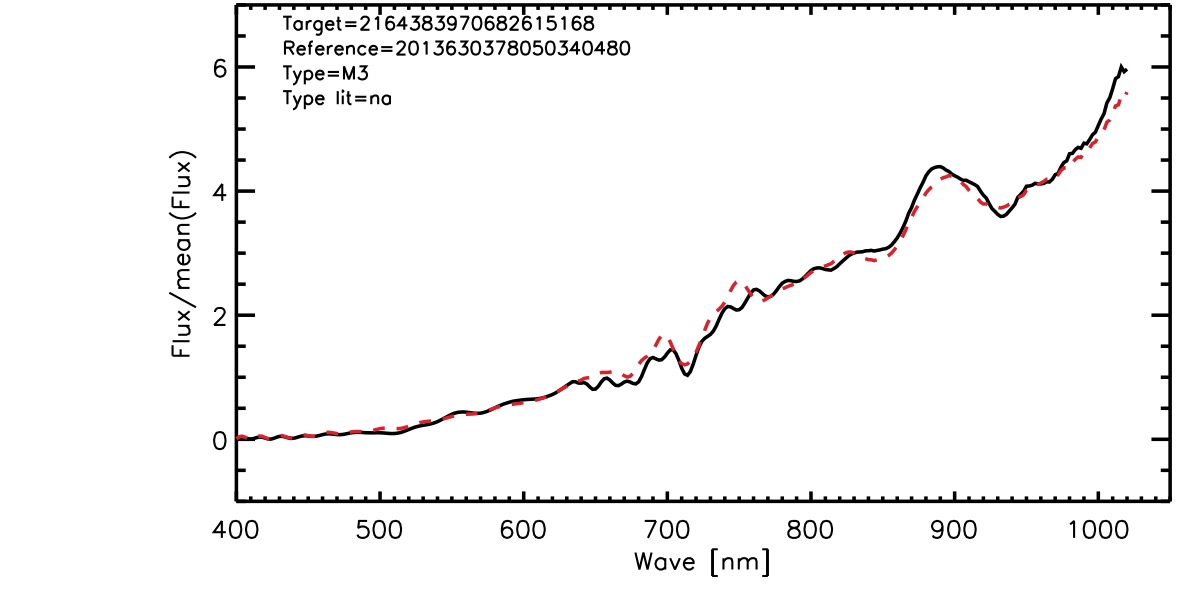 Target=2164383970682615168
Reference=2013630378050340480
Type=M3
Type lit=na
6
4
2
0
Flux/mean(Flux)
400 500 600 700 800 900 1000
Wave [nm]